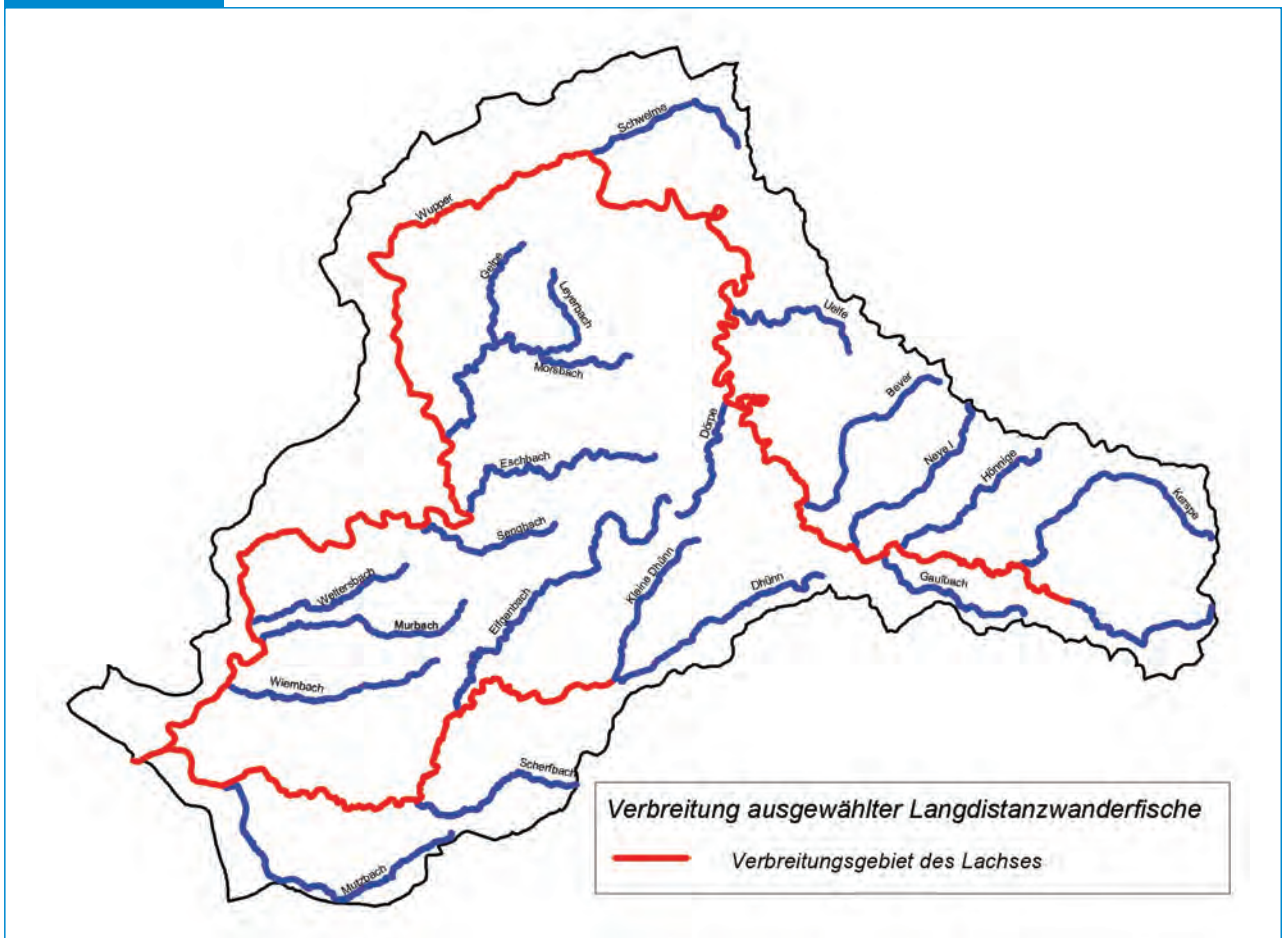 Schwelme
Wupper
Gelpe
Leyerbach
Morsbach
Uelfe
Bever
Neye I
Hönnige
Kerspe
Dörpe
Eschbach
Sengbach
Weltersbach
Murbach
Wiembach
Eifgenbach
Kleine Dhünn
Dhünn
Gaulbach
Scherfbach
Mutzbach
Verbreitung ausgewählter Langdistanzwanderfische
Verbreitungsgebiet des Lachses